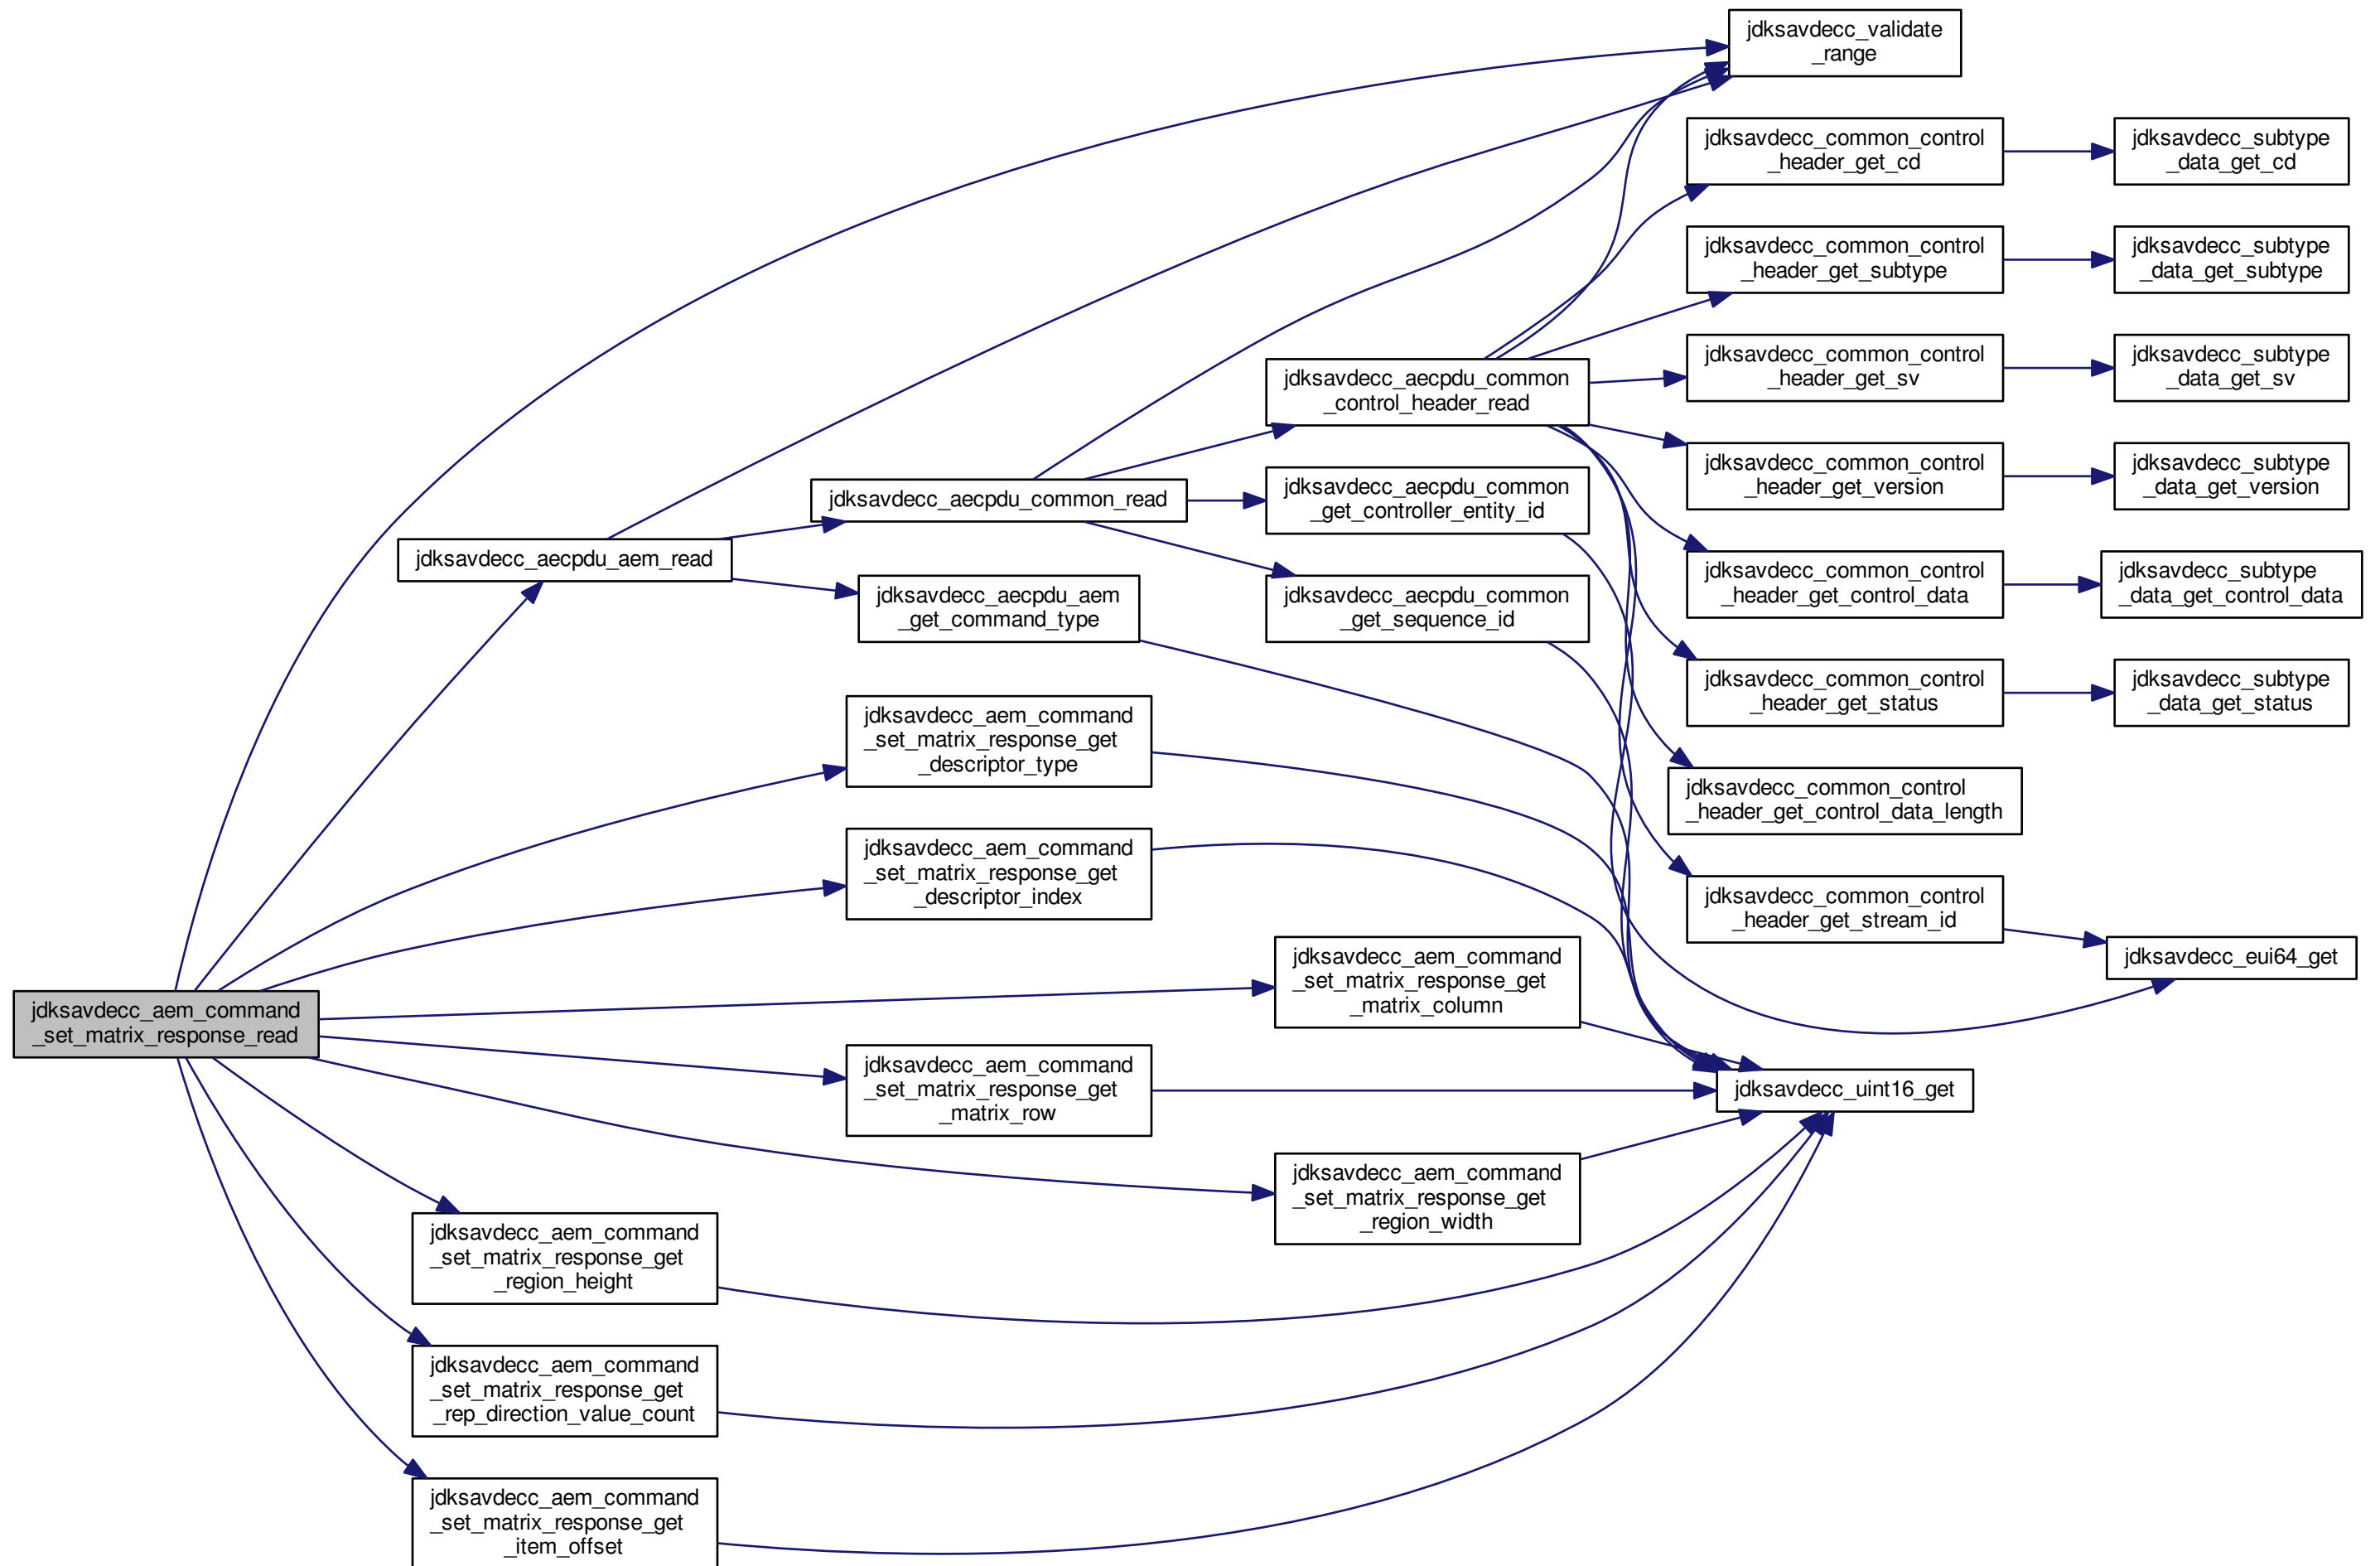 jdksavdecc_validate
_range
jdksavdecc_common_control
_header_get_cd
jdksavdecc_subtype
_data_get_cd
jdksavdecc_common_control
_header_get_subtype
jdksavdecc_subtype
_data_get_subtype
jdksavdecc_aecpdu_common
_control_header_read
jdksavdecc_common_control
_header_get_sv
jdksavdecc_subtype
_data_get_sv
jdksavdecc_common_control
_header_get_version
jdksavdecc_subtype
_data_get_version
jdksavdecc_aecpdu_common_read
jdksavdecc_aecpdu_common
_get_controller_entity_id
jdksavdecc_aecpdu_aem_read
jdksavdecc_aecpdu_aem
_get_command_type
jdksavdecc_aecpdu_common
_get_sequence_id
jdksavdecc_common_control
_header_get_control_data
jdksavdecc_subtype
_data_get_control_data
jdksavdecc_common_control
_header_get_status
jdksavdecc_subtype
_data_get_status
jdksavdecc_aem_command
_set_matrix_response_get
_descriptor_type
jdksavdecc_common_control
_header_get_control_data_length
jdksavdecc_aem_command
_set_matrix_response_get
_descriptor_index
jdksavdecc_common_control
_header_get_stream_id
jdksavdecc_eui64_get
jdksavdecc_aem_command
_set_matrix_response_get
_matrix_column
jdksavdecc_aem_command
_set_matrix_response_read
jdksavdecc_aem_command
_set_matrix_response_get
_matrix_row
jdksavdecc_uint16_get
jdksavdecc_aem_command
_set_matrix_response_get
_region_width
jdksavdecc_aem_command
_set_matrix_response_get
_region_height
jdksavdecc_aem_command
_set_matrix_response_get
_rep_direction_value_count
jdksavdecc_aem_command
_set_matrix_response_get
_item_offset